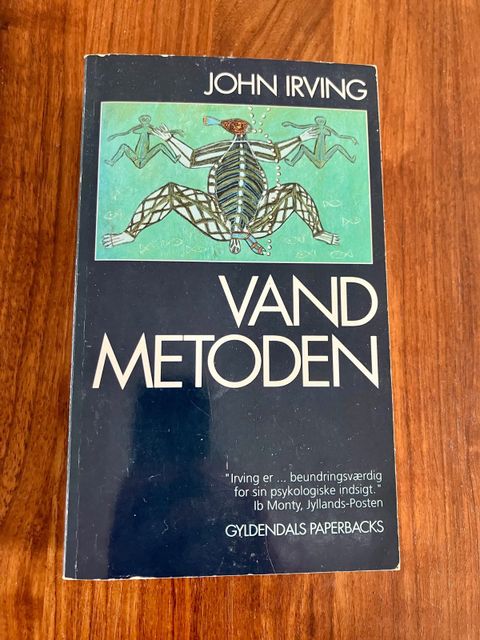 JOHN IRVING
VAND
METODEN
"Irving er ... beundringsværdig
for sin psykologiske indsigt."
Ib Monty, Jyllands-Posten
GYLDENDALS PAPERBACKS